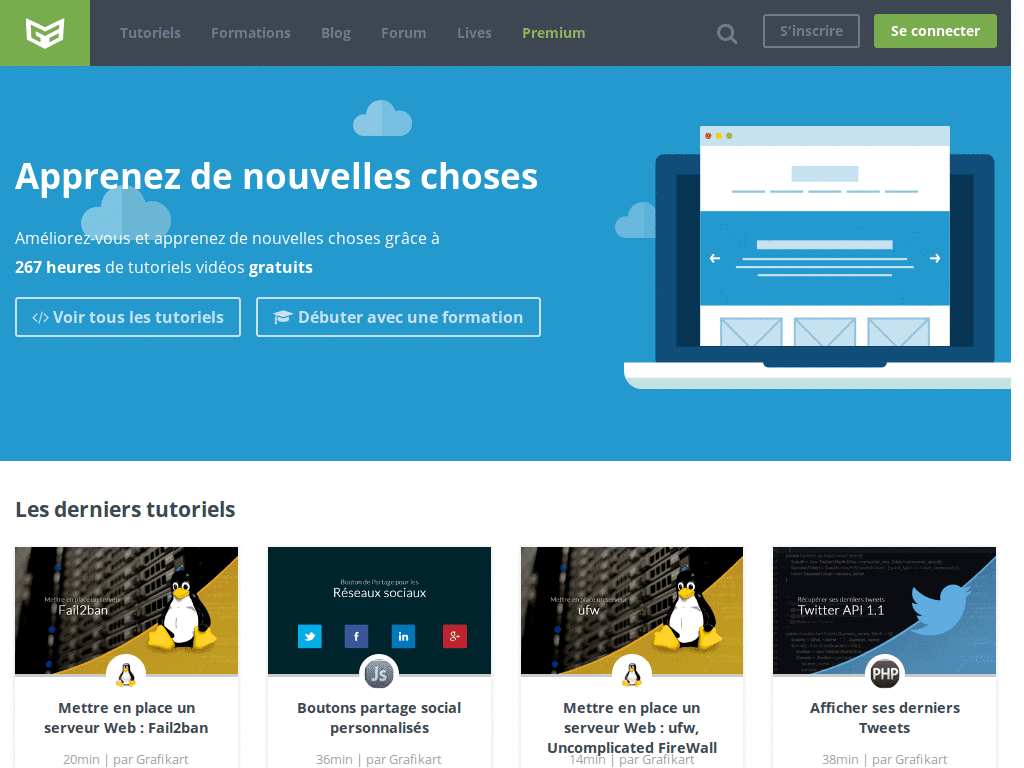 Tutoriels Formations Blog Forum Lives Premium S'inscrire Se connecter
Apprenez de nouvelles choses
Améliorez-vous et apprenez de nouvelles choses grâce à
267 heures de tutoriels vidéos gratuits
</> Voir tous les tutoriels Débuter avec une formation
Les derniers tutoriels
Mettre en place un serveur
Fail2ban
Bouton de Partage pour les
Réseaux sociaux
f in g+
JS
Mettre en place un serveur
ufw
Récupérer ses derniers tweets
Twitter API 1.1
PHP
Mettre en place un
serveur Web : Fail2ban
20min | par Grafikart
Boutons partage social
personnalisés
36min | par Grafikart
Mettre en place un
serveur Web : ufw,
Uncomplicated FireWall
14min | par Grafikart
Afficher ses derniers
Tweets
38min | par Grafikart